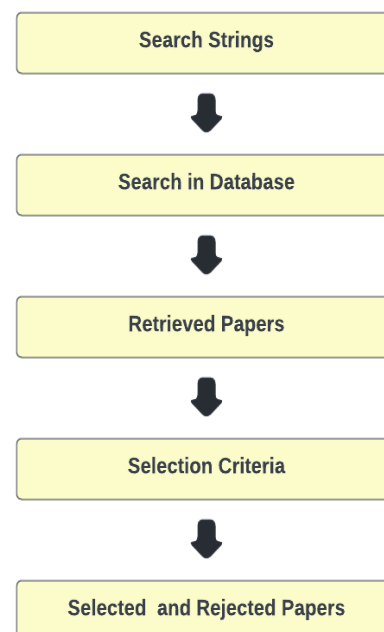 Search Strings
Search in Database
Retrieved Papers
Selection Criteria
Selected  and Rejected Papers